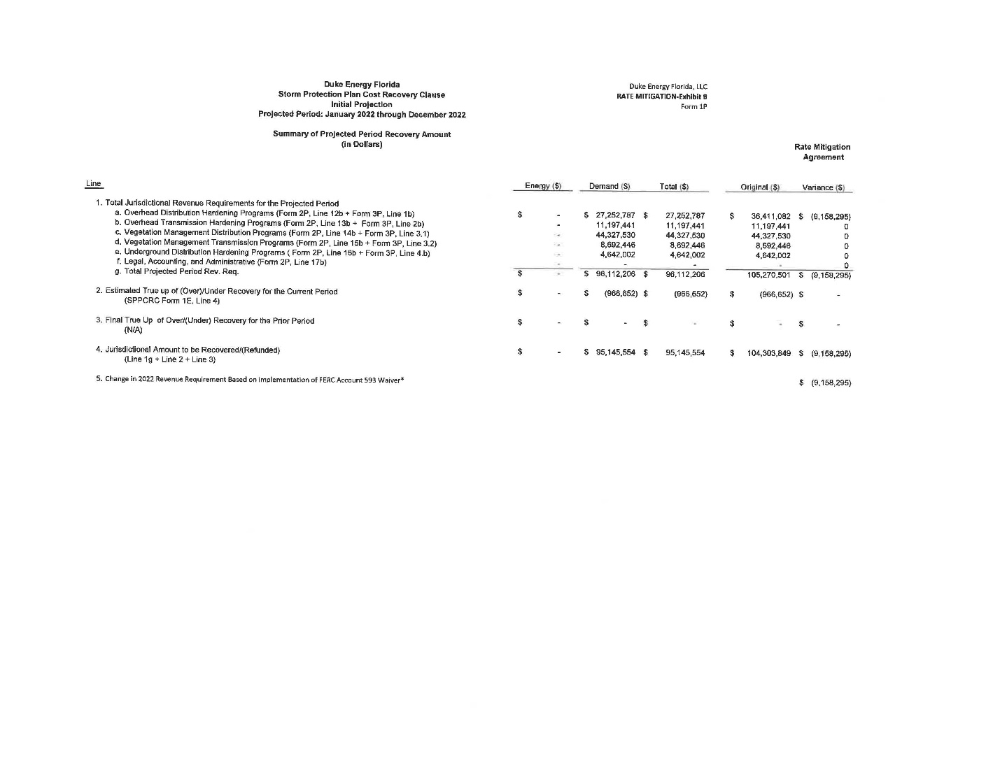 Duke Energy Florida
Storm Protection Plan Cost Recovery Clause
Initial Projection
Projected Period: January 2022 through December 2022
Summary of Projected Period Recovery Amount
(in Dollars)
Duke Energy Florida, LLC
RATE MITIGATION-Exhibit B
Form 1P
Rate Mitigation
Agreement
Line Energy ($) Demand ($) Total ($) Original ($) Variance ($)
1. Total Jurisdictional Revenue Requirements for the Projected Period
a. Overhead Distribution Hardening Programs (Form 2P, Line 12b + Form 3P, Line 1b) $ - $ 27,252,787 $ 27,252,787 $ 36,411,082 $ (9,158,295)
b. Overhead Transmission Hardening Programs (Form 2P, Line 13b + Form 3P, Line 2b) - 11,197,441 11,197,441 11,197,441 0
c. Vegetation Management Distribution Programs (Form 2P, Line 14b + Form 3P, Line 3.1) - 44,327,530 44,327,530 44,327,530 0
d. Vegetation Management Transmission Programs (Form 2P, Line 15b + Form 3P, Line 3.2) - 8,692,446 8,692,446 8,692,446 0
e. Underground Distribution Hardening Programs ( Form 2P, Line 16b + Form 3P, Line 4.b) - 4,642,002 4,642,002 4,642,002 0
f. Legal, Accounting, and Administrative (Form 2P, Line 17b) - - - - 0
g. Total Projected Period Rev. Req. $ - $ 96,112,206 $ 96,112,206 105,270,501 $ (9,158,295)
2. Estimated True up of (Over)/Under Recovery for the Current Period $ - $ (966,652) $ (966,652) $ (966,652) $ -
(SPPCRC Form 1E, Line 4)
3. Final True Up of Over/(Under) Recovery for the Prior Period $ - $ - $ - $ - $ -
(N/A)
4. Jurisdictional Amount to be Recovered/(Refunded) $ - $ 95,145,554 $ 95,145,554 $ 104,303,849 $ (9,158,295)
(Line 1g + Line 2 + Line 3)
5. Change in 2022 Revenue Requirement Based on implementation of FERC Account 593 Waiver* $ (9,158,295)